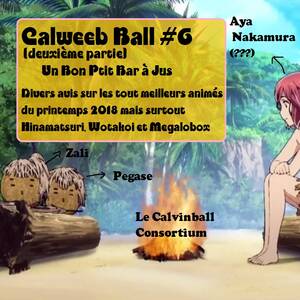 Calweeb Ball #6
(deuxième partie)
Un Bon Ptit Bar à Jus
Divers avis sur les tout meilleurs animés
du printemps 2018 mais surtout
Hinamatsuri, Wotakoi et Megalobox
Aya
Nakamura
(???)
Zali
Pegase
Le Calvinball
Consortium